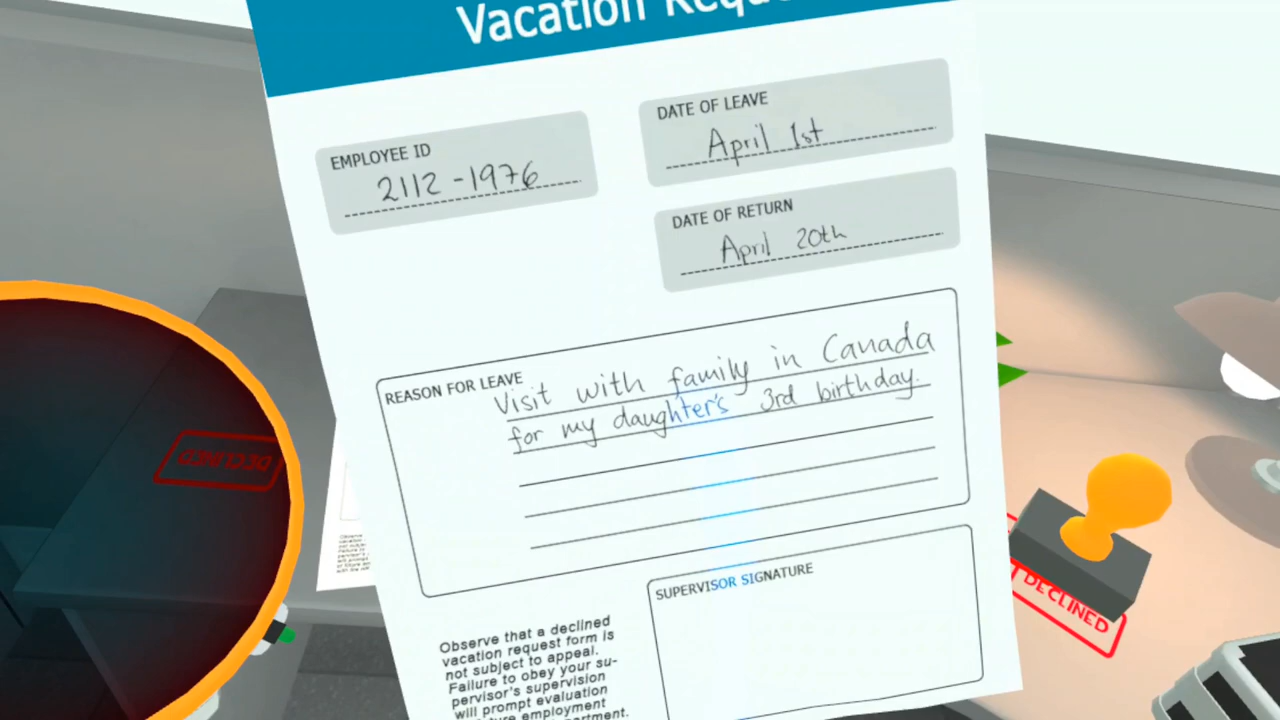 Vacation
EMPLOYEE ID
2112-1976
DATE OF LEAVE
April 1st
DATE OF RETURN
April 20th
REASON FOR LEAVE
Visit with family in Canada
for my daughter's 3rd birthday.
SUPERVISOR SIGNATURE
Observe that a declined
vacation request form is
not subject to appeal.
Failure to obey your su-
pervisor's supervision
will prompt evaluation
employment
DECLINED
DECLINED